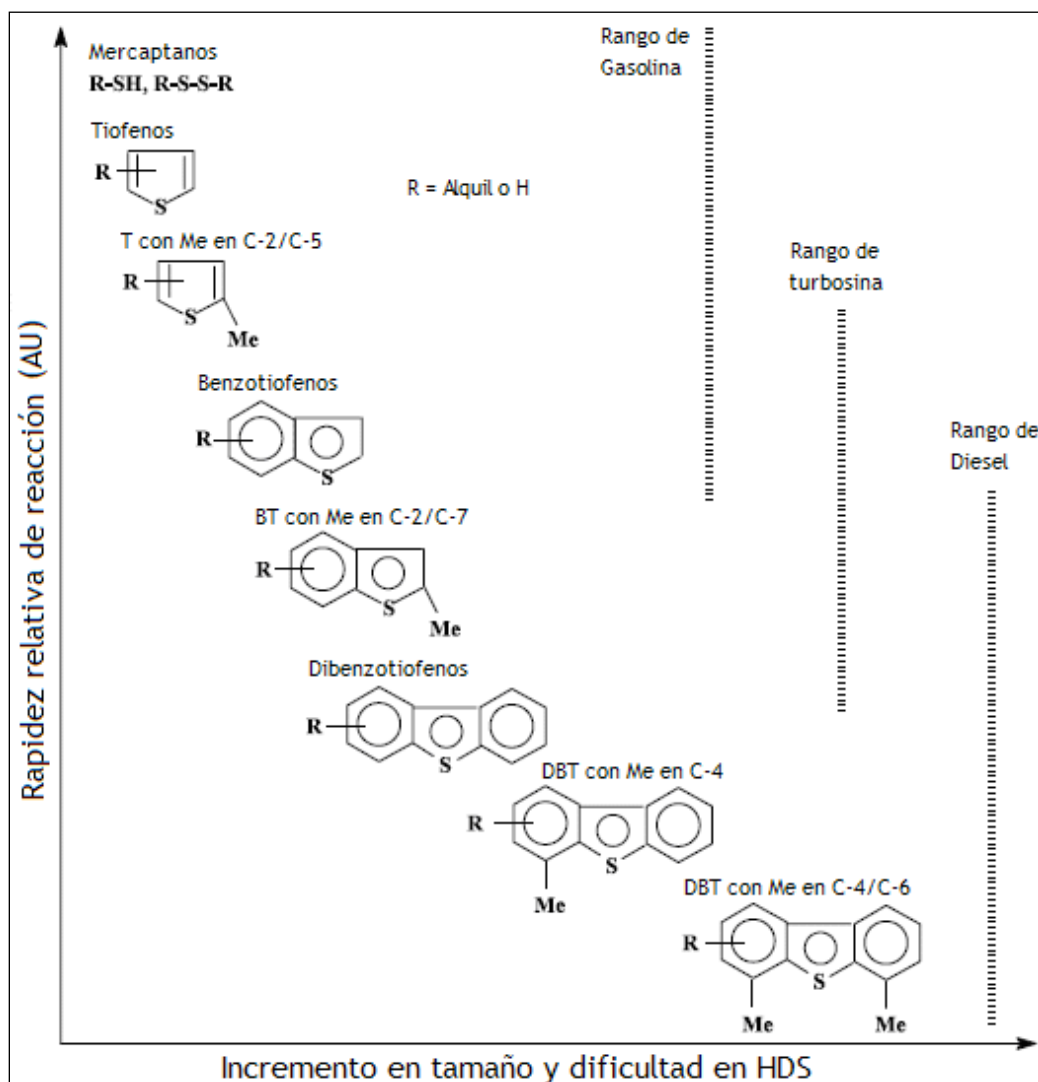 Mercaptanos
R-SH, R-S-S-R
Tiofenos
R
S
R = Alquil o H
T con Me en C-2/C-5
R
S
Me
Benzotiofenos
R
S
BT con Me en C-2/C-7
R
S
Me
Dibenzotiofenos
R
S
DBT con Me en C-4
R
S
Me
DBT con Me en C-4/C-6
R
S
Me
Me
Rango de
Gasolina
Rango de
turbosina
Rango de
Diesel
Rapidez relativa de reacción (AU)
Incremento en tamaño y dificultad en HDS